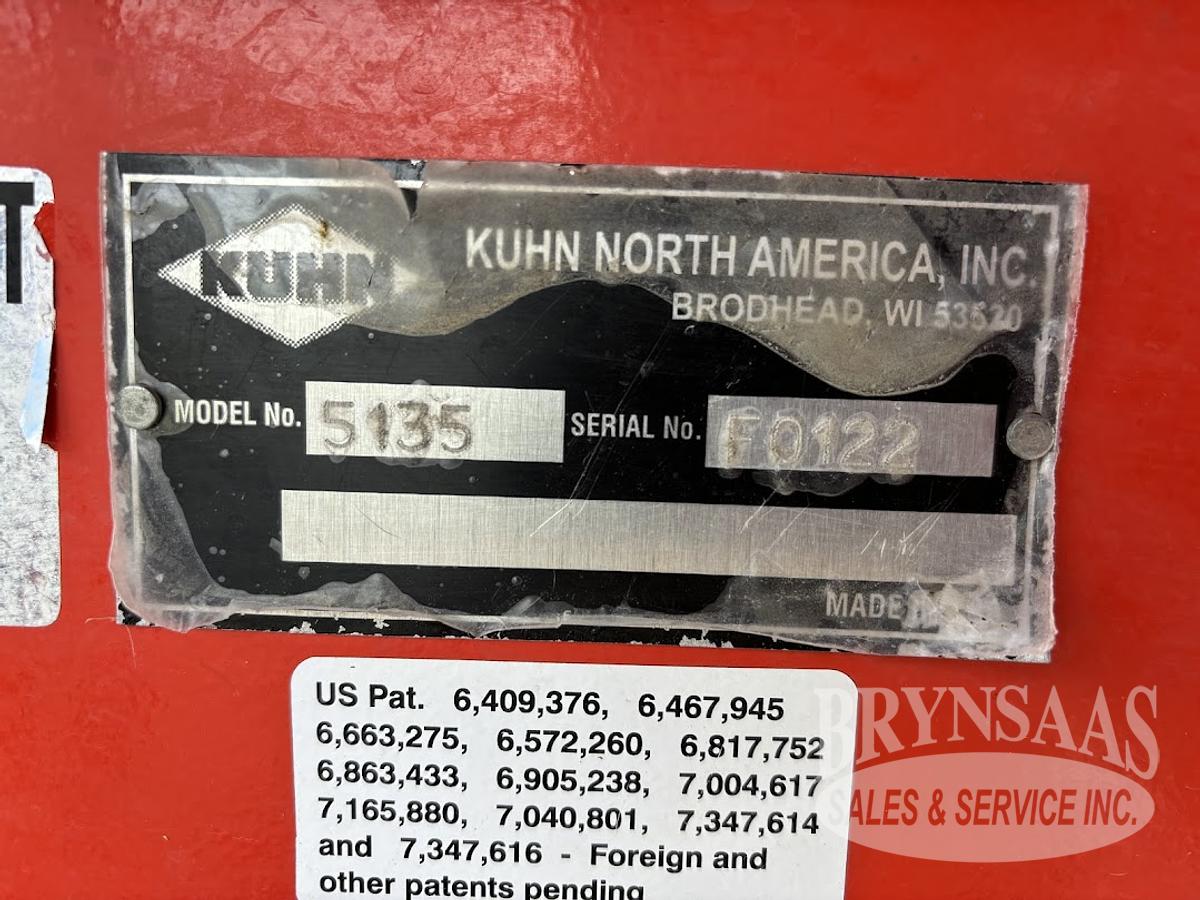 T
KUHN
KUHN NORTH AMERICA, INC.
BRODHEAD, WI 53520
MODEL No. 5135 SERIAL No. F0122
MADE
US Pat. 6,409,376, 6,467,945
6,663,275, 6,572,260, 6,817,752
6,863,433, 6,905,238, 7,004,617
7,165,880, 7,040,801, 7,347,614
and 7,347,616 - Foreign and
other patents pending
BRYNSAAS
SALES & SERVICE INC.